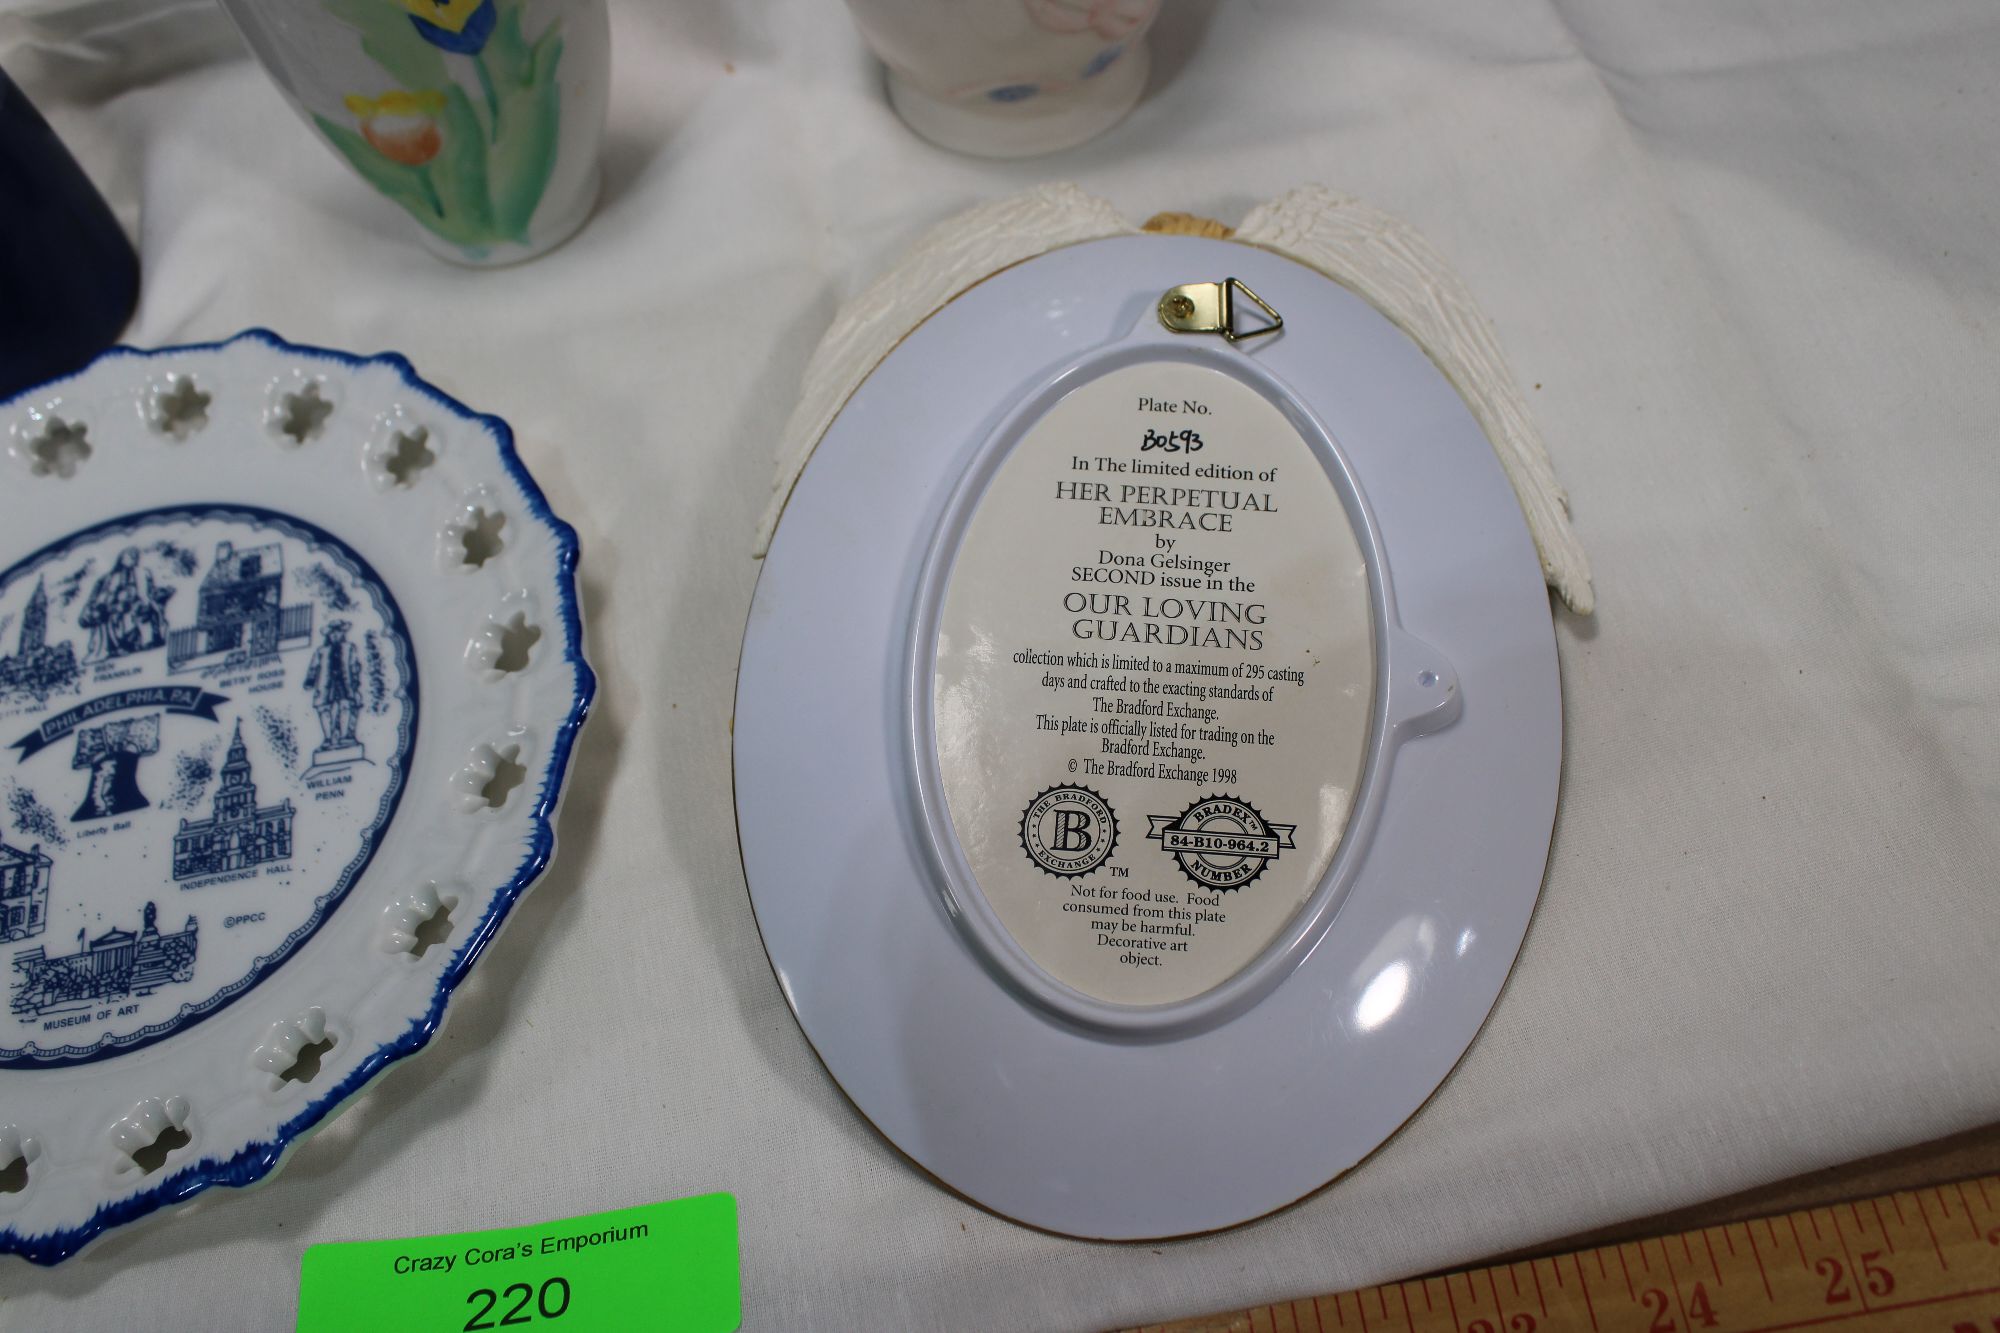 Plate No.
B0593
In The limited edition of
HER PERPETUAL
EMBRACE
by
Dona Gelsinger
SECOND issue in the
OUR LOVING
GUARDIANS
collection which is limited to a maximum of 295 casting
days and crafted to the exacting standards of
The Bradford Exchange.
This plate is officially listed for trading on the
Bradford Exchange.
© The Bradford Exchange 1998
THE BRADFORD
B
EXCHANGE
TM
BRADEX™
84-B10-964.2
NUMBER
Not for food use. Food
consumed from this plate
may be harmful.
Decorative art
object.
BEN
FRANKLIN
BETSY ROSS
HOUSE
HALL
PHILADELPHIA, PA
WILLIAM
PENN
Liberty Bell
INDEPENDENCE HALL
©PPCC
MUSEUM OF ART
Crazy Cora's Emporium
220
23
24
25